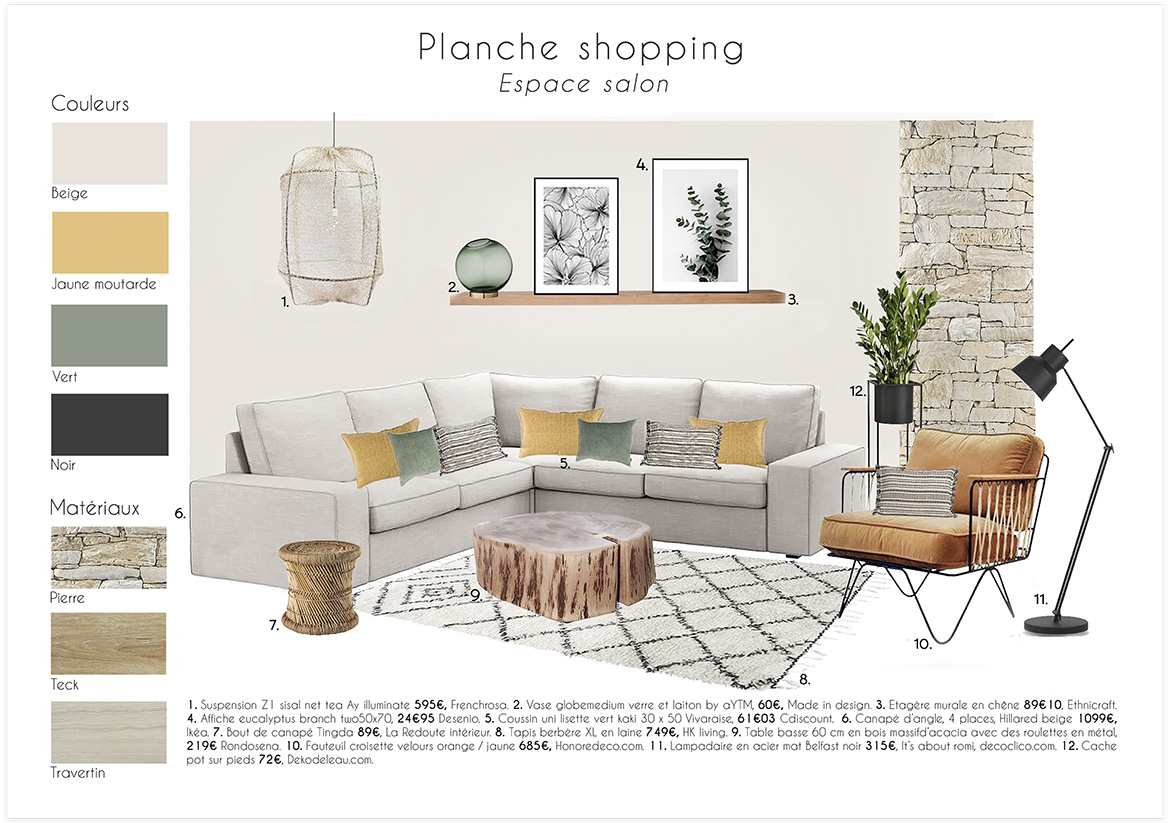 Planche shopping
Espace salon
Couleurs
Beige
Jaune moutarde
Vert
Noir
Matériaux
Pierre
Teck
Travertin
1.
2.
3.
4.
5.
6.
7.
8.
9.
10.
11.
12.
1. Suspension Z1 sisal net tea Ay illuminate 595€, Frenchrosa. 2. Vase globemedium verre et laiton by aYTM, 60€, Made in design. 3. Etagère murale en chêne 89€10, Ethnicraft.
4. Affiche eucalyptus branch two50x70, 24€95 Desenio. 5. Coussin uni lisette vert kaki 30 x 50 Vivaraise, 61€03 Cdiscount. 6. Canapé d'angle, 4 places, Hillared beige 1099€,
Ikéa. 7. Bout de canapé Tingda 89€, La Redoute intérieur. 8. Tapis berbère XL en laine 749€, HK living. 9. Table basse 60 cm en bois massifd'acacia avec des roulettes en métal,
219€ Rondosena. 10. Fauteuil croisette velours orange / jaune 685€, Honoredeco.com. 11. Lampadaire en acier mat Belfast noir 315€, It's about romi, decoclico.com. 12. Cache
pot sur pieds 72€, Dekodeleau.com.